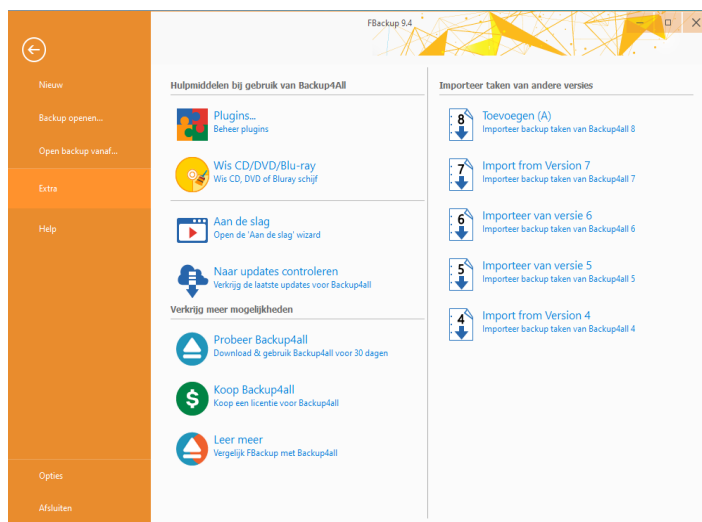 FBackup 9.4
Nieuw
Backup openen...
Open backup vanaf...
Extra
Help
Opties
Afsluiten
Hulpmiddelen bij gebruik van Backup4All
Plugins...
Beheer plugins
Wis CD/DVD/Blu-ray
Wis CD, DVD of Bluray schijf
Aan de slag
Open de 'Aan de slag' wizard
Naar updates controleren
Verkrijg de laatste updates voor Backup4all
Verkrijg meer mogelijkheden
Probeer Backup4all
Download & gebruik Backup4all voor 30 dagen
$
Koop Backup4all
Koop een licentie voor Backup4all
Leer meer
Vergelijk FBackup met Backup4all
Importeer taken van andere versies
8
Toevoegen (A)
Importeer backup taken van Backup4all 8
7
Import from Version 7
Importeer backup taken van Backup4all 7
6
Importeer van versie 6
Importeer backup taken van Backup4all 6
5
Importeer van versie 5
Importeer backup taken van Backup4all 5
4
Import from Version 4
Importeer backup taken van Backup4all 4